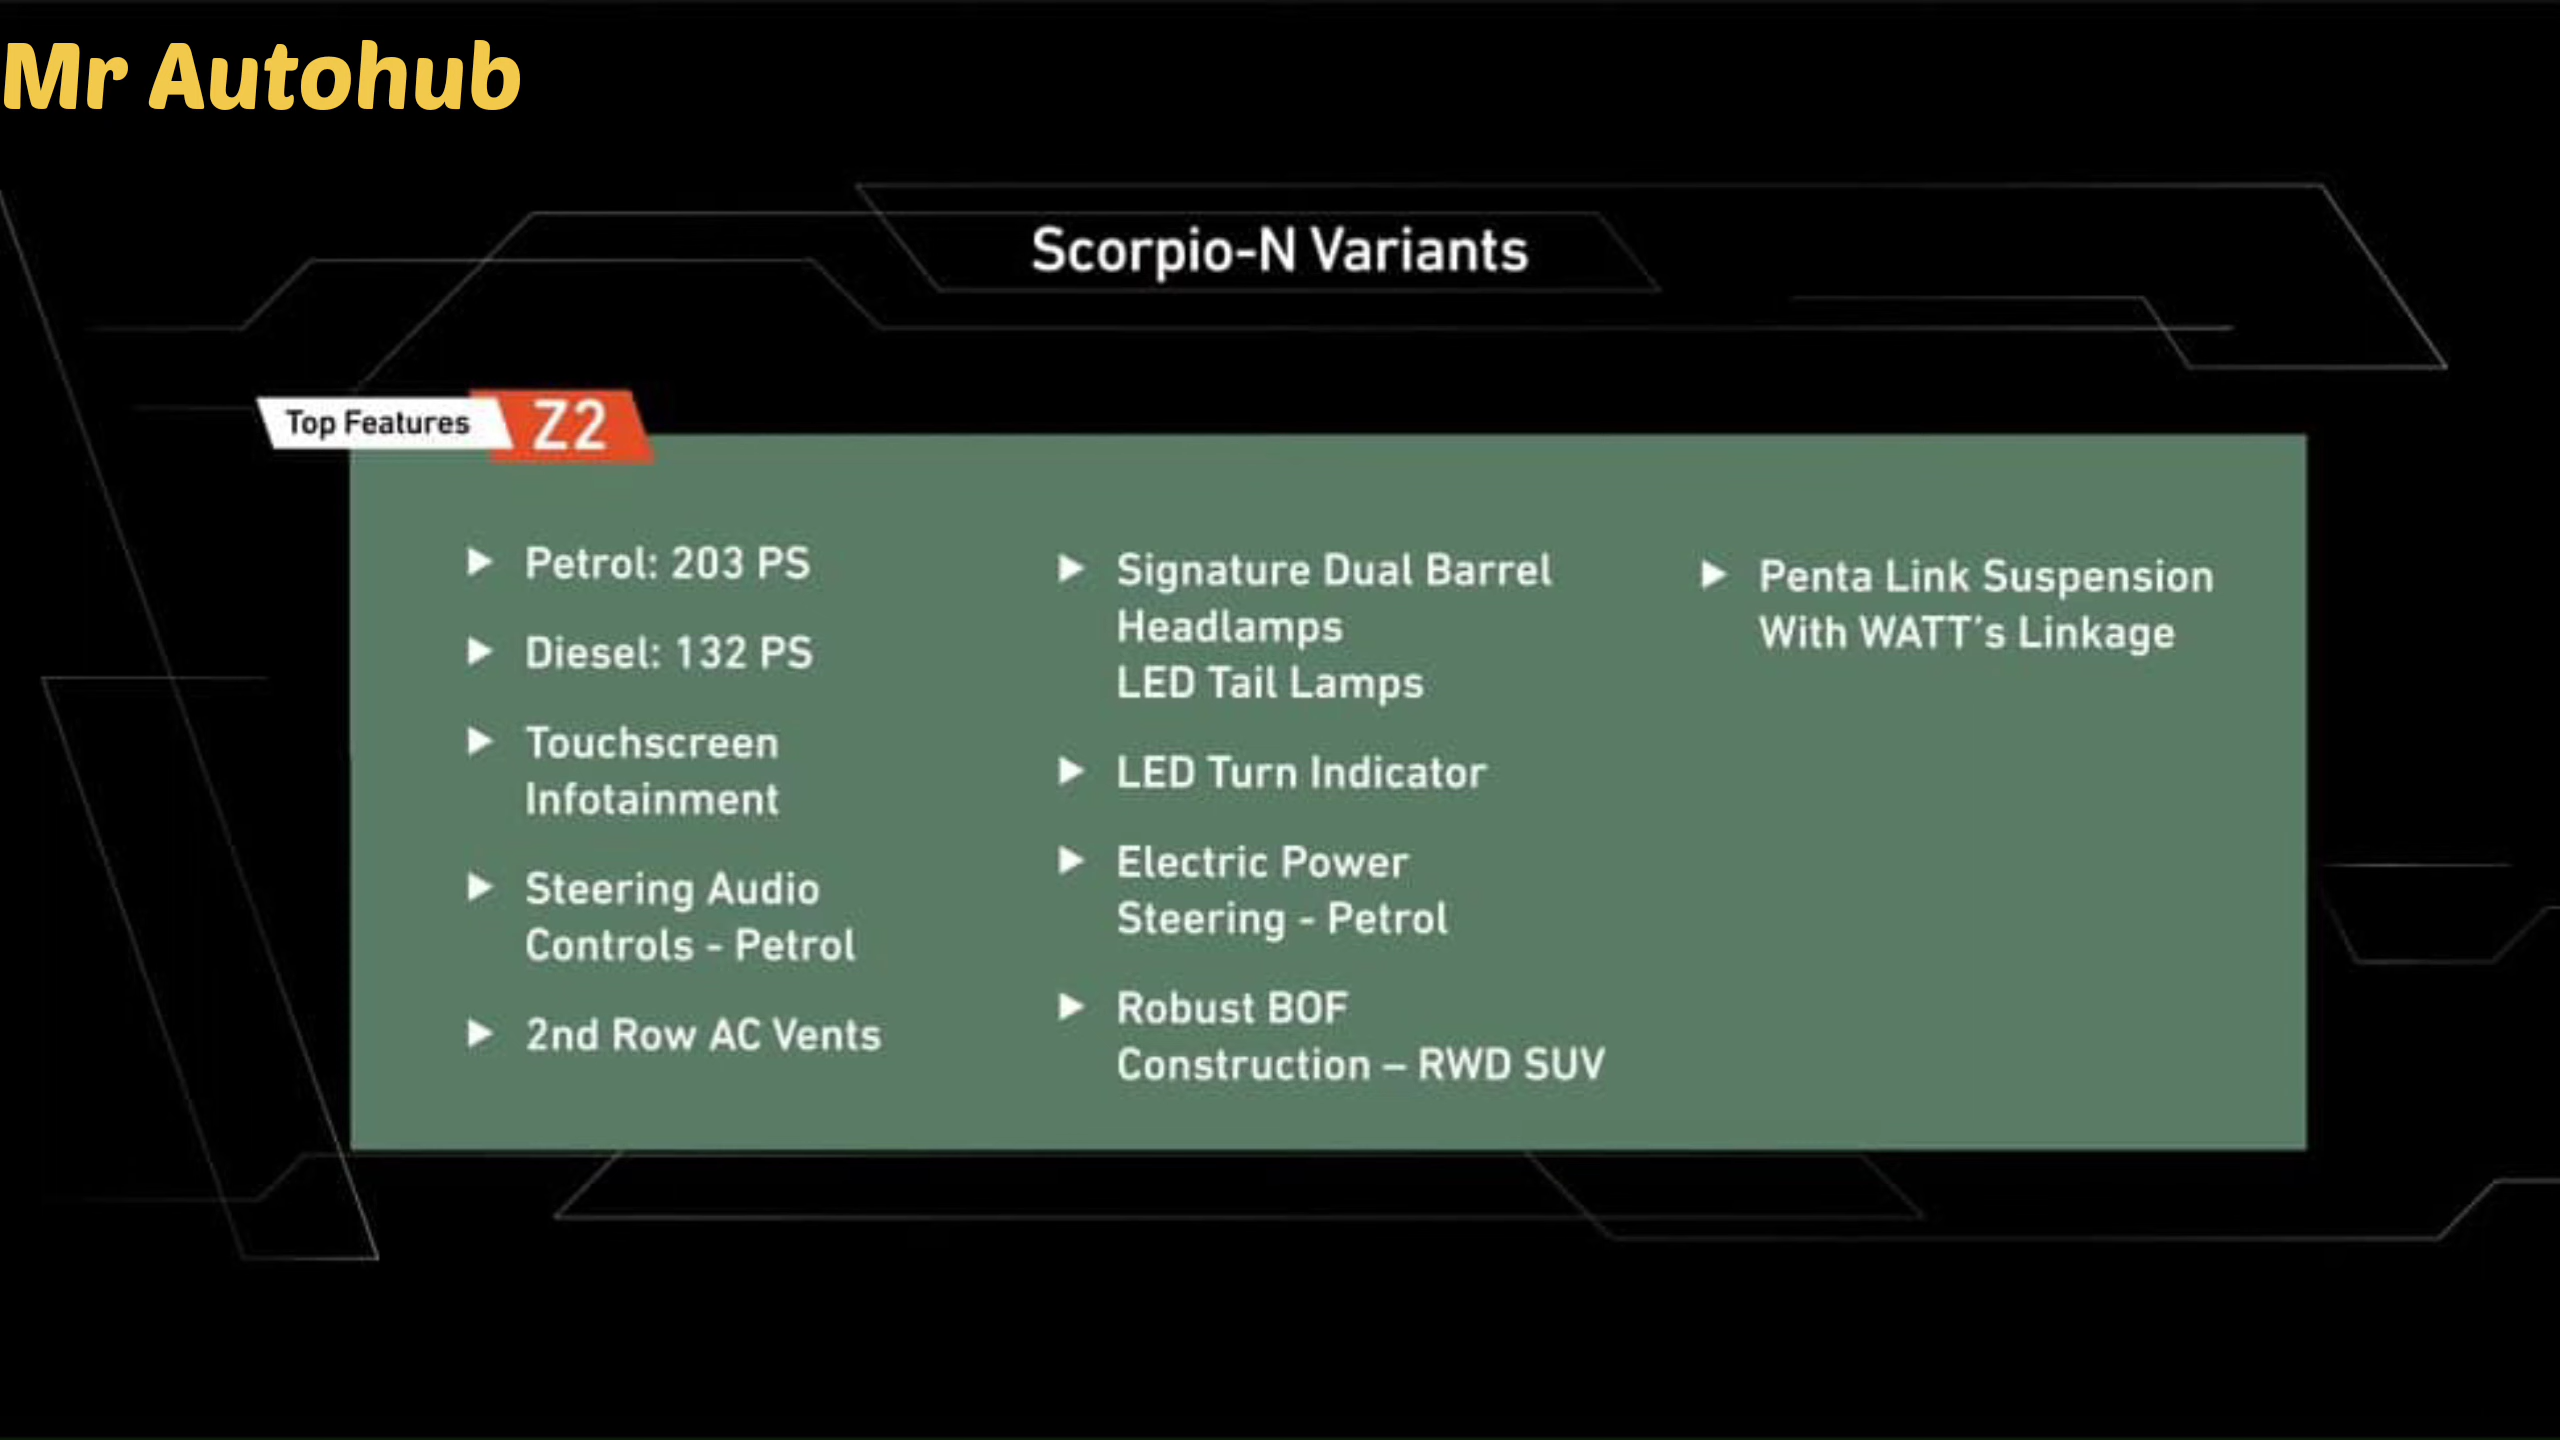 Mr Autohub
Scorpio-N Variants
Top Features Z2
Petrol: 203 PS
Diesel: 132 PS
Touchscreen
Infotainment
Steering Audio
Controls - Petrol
2nd Row AC Vents
Signature Dual Barrel
Headlamps
LED Tail Lamps
LED Turn Indicator
Electric Power
Steering - Petrol
Robust BOF
Construction – RWD SUV
Penta Link Suspension
With WATT's Linkage